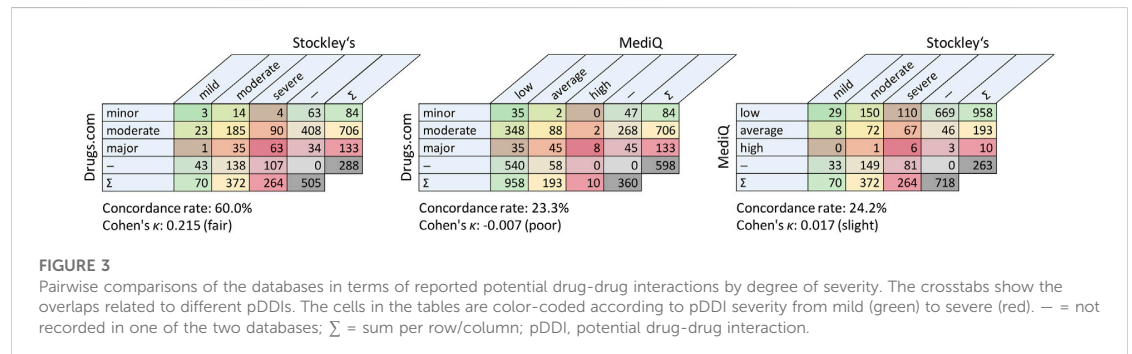 Stockley's
mild moderate severe – Σ
Drugs.com
minor 3 14 4 63 84
moderate 23 185 90 408 706
major 1 35 63 34 133
– 43 138 107 0 288
Σ 70 372 264 505
Concordance rate: 60.0%
Cohen's κ: 0.215 (fair)
MediQ
low average high – Σ
Drugs.com
minor 35 2 0 47 84
moderate 348 88 2 268 706
major 35 45 8 45 133
– 540 58 0 0 598
Σ 958 193 10 360
Concordance rate: 23.3%
Cohen's κ: -0.007 (poor)
Stockley's
mild moderate severe – Σ
MediQ
low 29 150 110 669 958
average 8 72 67 46 193
high 0 1 6 3 10
– 33 149 81 0 263
Σ 70 372 264 718
Concordance rate: 24.2%
Cohen's κ: 0.017 (slight)
FIGURE 3
Pairwise comparisons of the databases in terms of reported potential drug-drug interactions by degree of severity. The crosstabs show the
overlaps related to different pDDIs. The cells in the tables are color-coded according to pDDI severity from mild (green) to severe (red). – = not
recorded in one of the two databases; ∑ = sum per row/column; pDDI, potential drug-drug interaction.